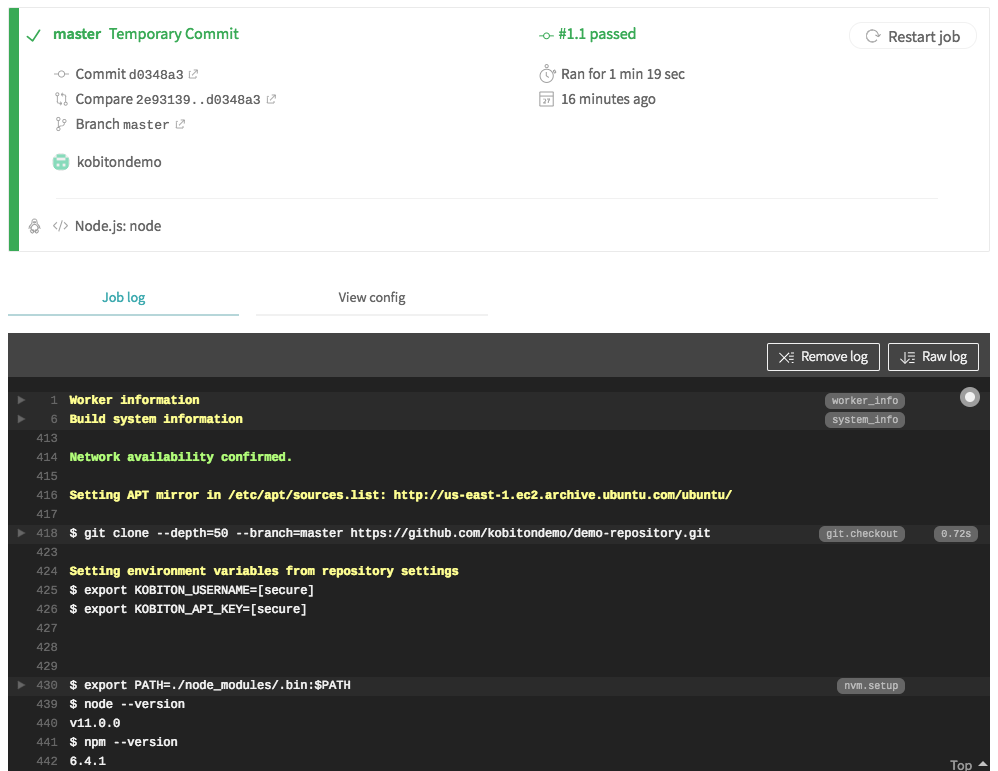 master Temporary Commit
#1.1 passed
Restart job
Commit d0348a3
Ran for 1 min 19 sec
Compare 2e93139..d0348a3
27 16 minutes ago
Branch master
kobitondemo
</> Node.js: node
Job log
View config
Remove log
Raw log
1 Worker information worker_info
6 Build system information system_info
413
414 Network availability confirmed.
415
416 Setting APT mirror in /etc/apt/sources.list: http://us-east-1.ec2.archive.ubuntu.com/ubuntu/
417
418 $ git clone --depth=50 --branch=master https://github.com/kobitondemo/demo-repository.git git.checkout 0.72s
423
424 Setting environment variables from repository settings
425 $ export KOBITON_USERNAME=[secure]
426 $ export KOBITON_API_KEY=[secure]
427
428
429
430 $ export PATH=./node_modules/.bin:$PATH nvm.setup
439 $ node --version
440 v11.0.0
441 $ npm --version
442 6.4.1
Top